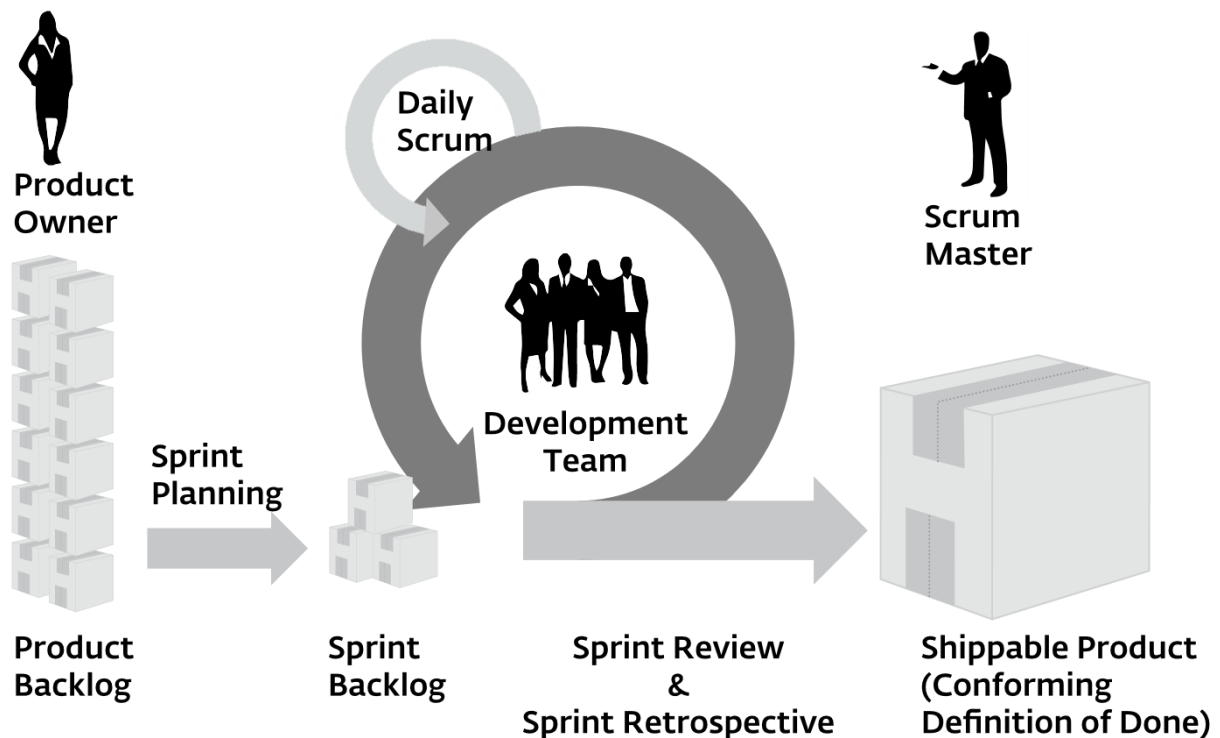 Daily
Scrum
Product
Owner
Scrum
Master
Development
Team
Sprint
Planning
Product
Backlog
Sprint
Backlog
Sprint Review
&
Sprint Retrospective
Shippable Product
(Conforming
Definition of Done)